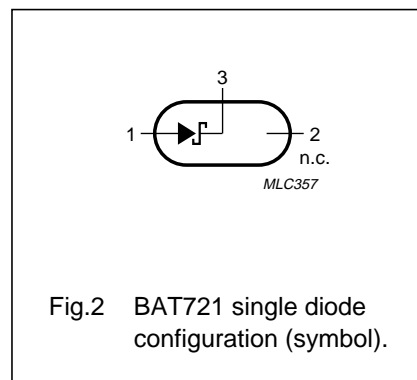 3
1
2
n.c.
MLC357
Fig.2 BAT721 single diode
configuration (symbol).